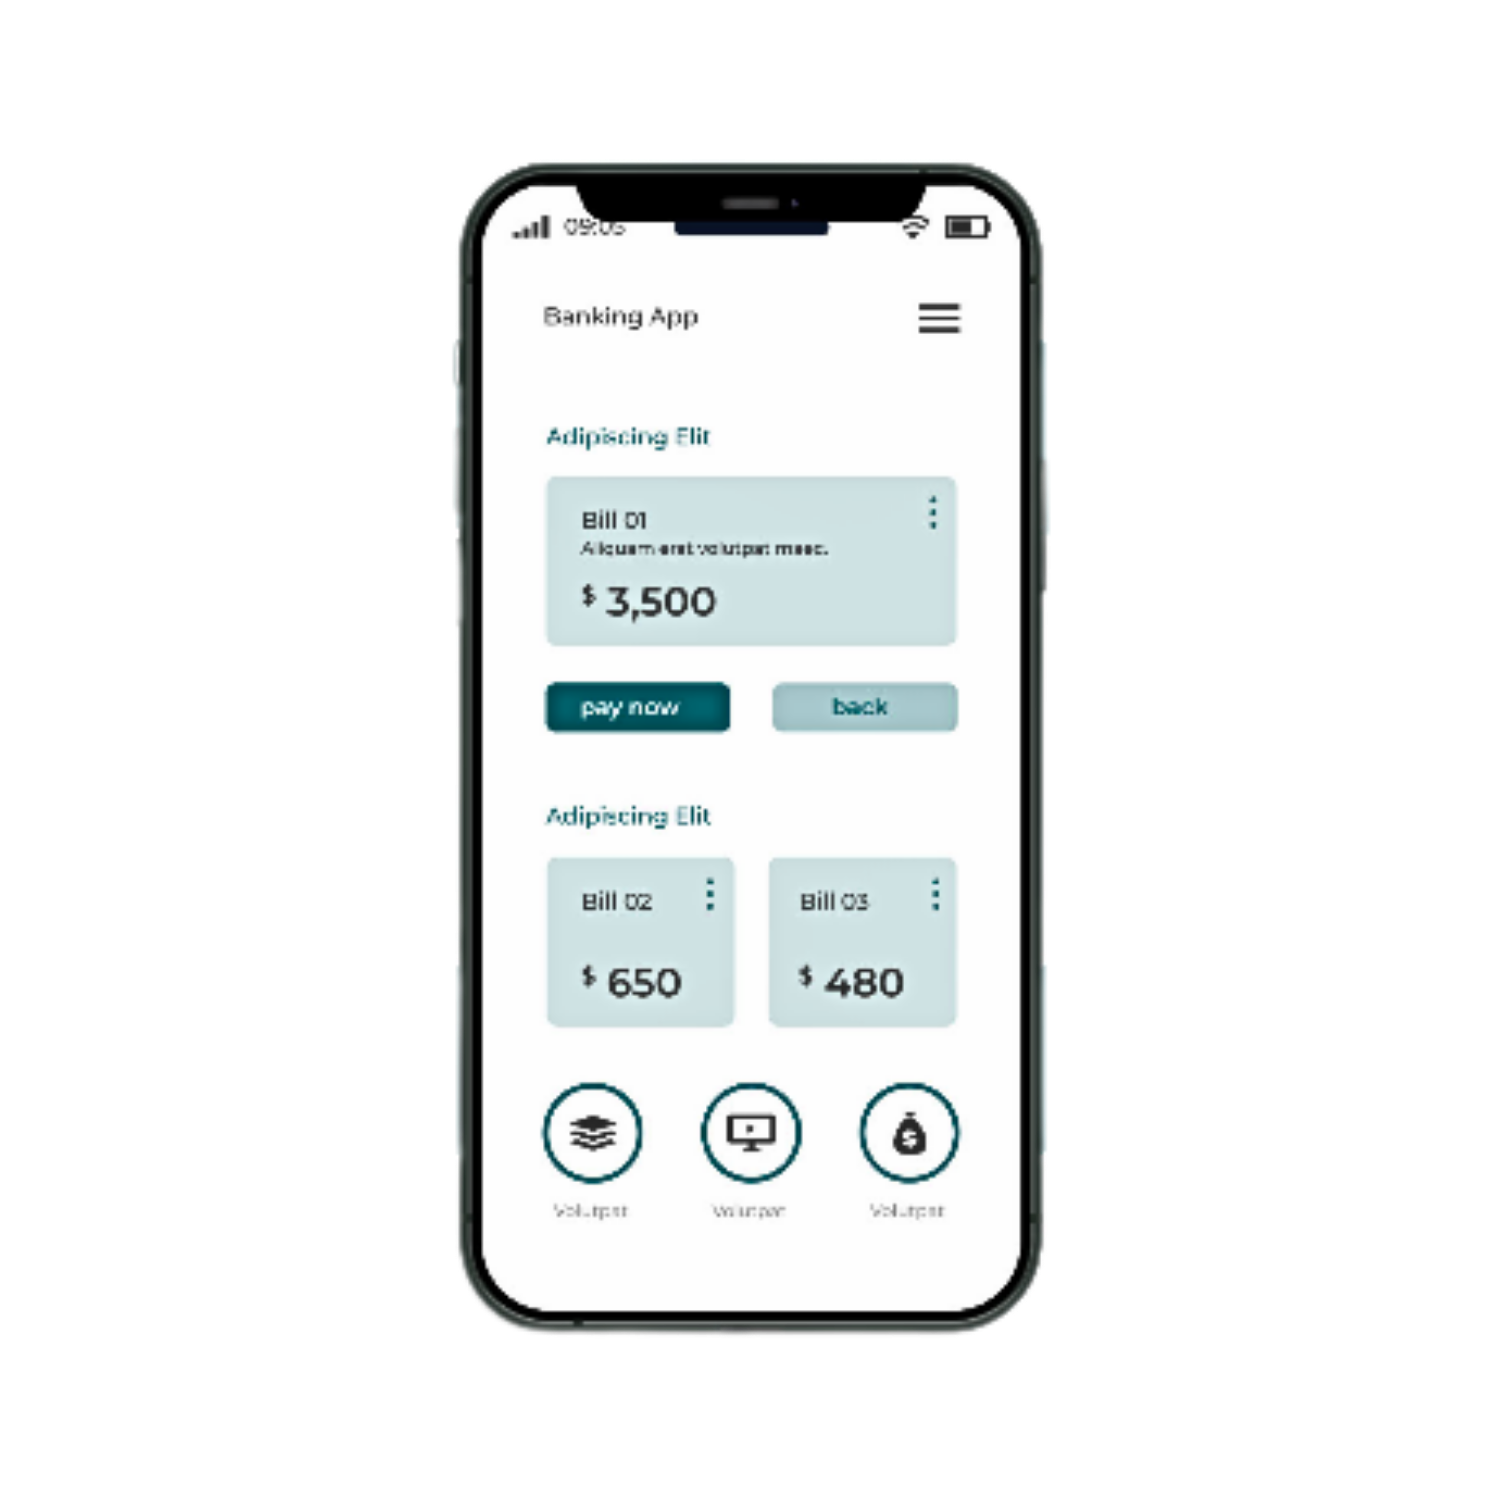 09:05
Banking App
Adipiscing Elit
Bill 01
Aliquam erat volutpat maec.
$ 3,500
pay now back
Adipiscing Elit
Bill 02 Bill 03
$ 650 $ 480
Volutpat Volutpat Volutpat